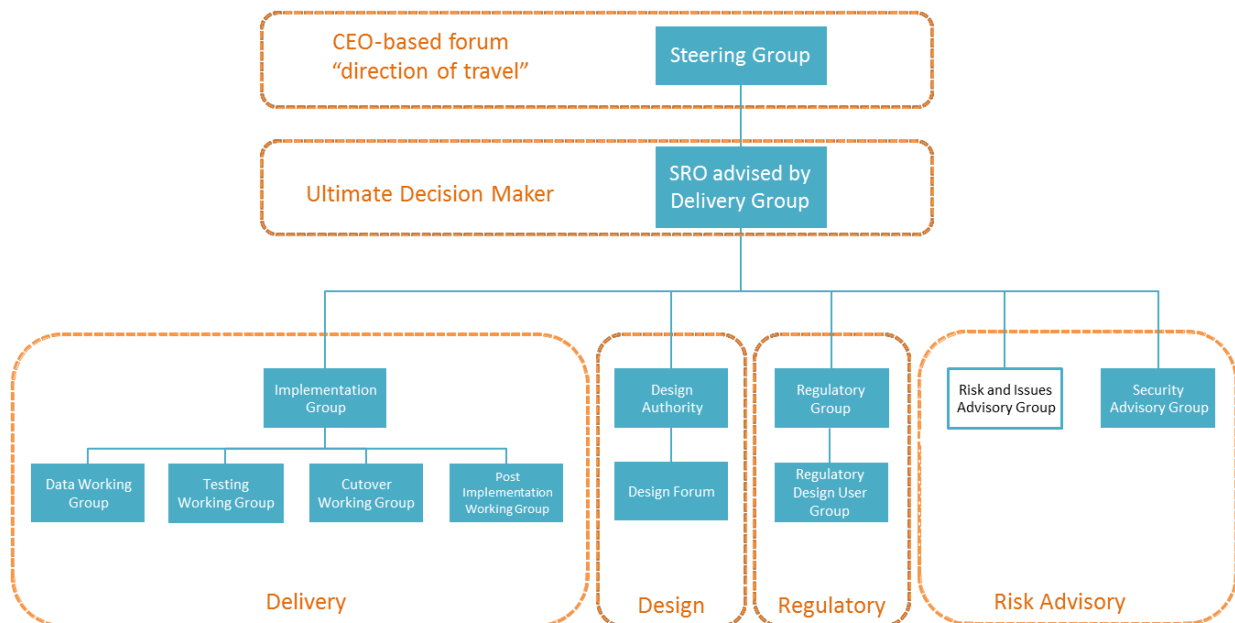 CEO-based forum
“direction of travel”
Steering Group
Ultimate Decision Maker
SRO advised by
Delivery Group
Implementation
Group
Data Working
Group
Testing
Working Group
Cutover
Working Group
Post
Implementation
Working Group
Delivery
Design
Authority
Design Forum
Design
Regulatory
Group
Regulatory
Design User
Group
Regulatory
Risk and Issues
Advisory Group
Security
Advisory Group
Risk Advisory